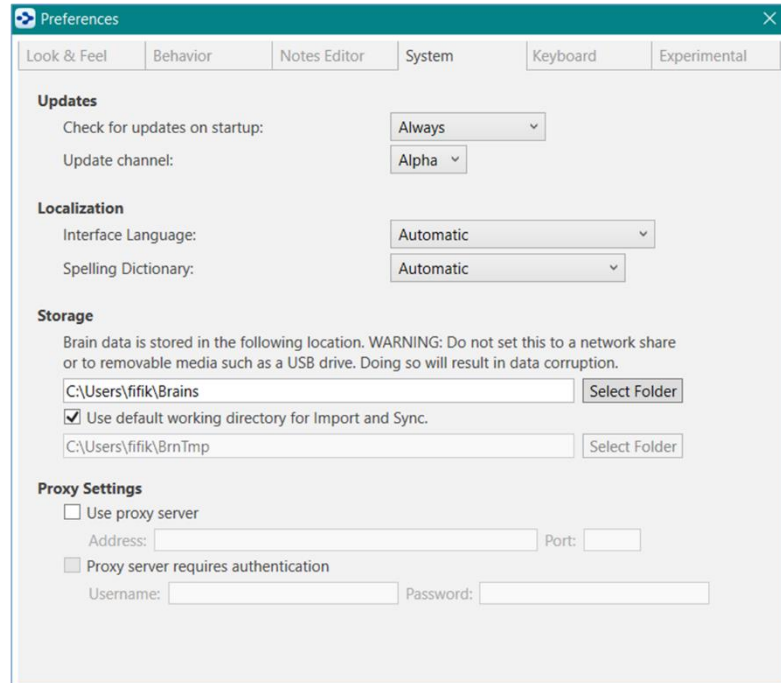 Preferences
Look & Feel Behavior Notes Editor System Keyboard Experimental
Updates
Check for updates on startup: Always
Update channel: Alpha
Localization
Interface Language: Automatic
Spelling Dictionary: Automatic
Storage
Brain data is stored in the following location. WARNING: Do not set this to a network share
or to removable media such as a USB drive. Doing so will result in data corruption.
C:\Users\fifik\Brains Select Folder
Use default working directory for Import and Sync.
C:\Users\fifik\BrnTmp Select Folder
Proxy Settings
Use proxy server
Address: Port:
Proxy server requires authentication
Username: Password: